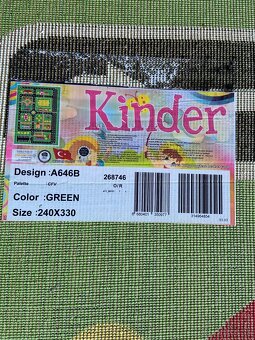 Kinder
Design :A646B
268746
Palette :CFV
O/R
Color :GREEN
Size :240X330